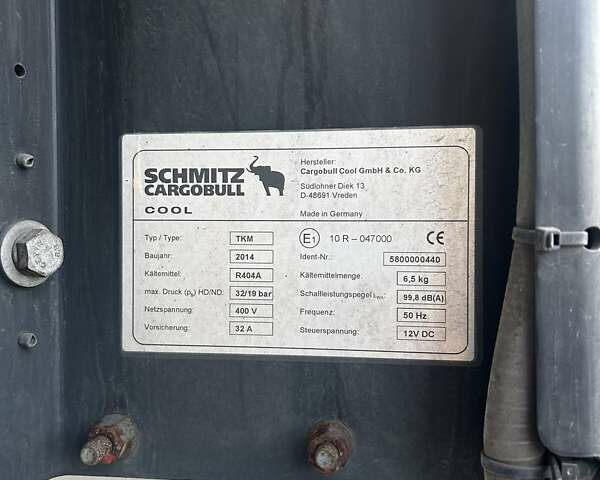 SCHMITZ
CARGOBULL
COOL
Hersteller:
Cargobull Cool GmbH & Co. KG
Südlohner Diek 13
D-48691 Vreden
Made in Germany
Typ / Type: TKM
E1 10 R – 047000 CE
Baujahr: 2014
Ident-Nr.: 5800000440
Kältemittel: R404A
Kältemittelmenge: 6,5 kg
max. Druck (ps) HD/ND: 32/19 bar
Schallleistungspegel LWA: 99,8 dB(A)
Netzspannung: 400 V
Frequenz: 50 Hz
Vorsicherung: 32 A
Steuerspannung: 12V DC